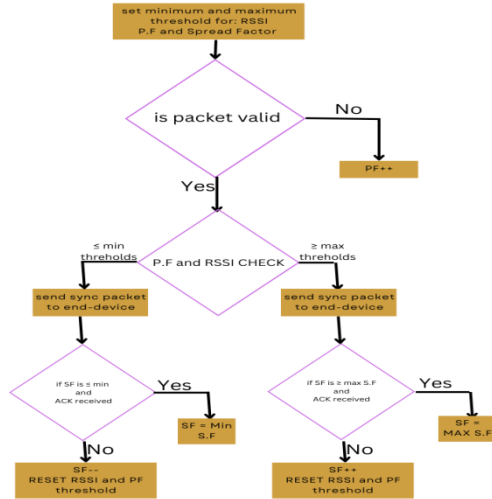 set minimum and maximum
threshold for: RSSI
P.F and Spread Factor
is packet valid
No
PF++
Yes
≤ min
threholds
P.F and RSSI CHECK
≥ max
threholds
send sync packet
to end-device
send sync packet
to end-device
if SF is ≤ min
and
ACK received
Yes
SF = Min
S.F
No
SF--
RESET RSSI and PF
threshold
if SF is ≥ max S.F
and
ACK received
Yes
SF =
MAX S.F
No
SF++
RESET RSSI and PF
threshold